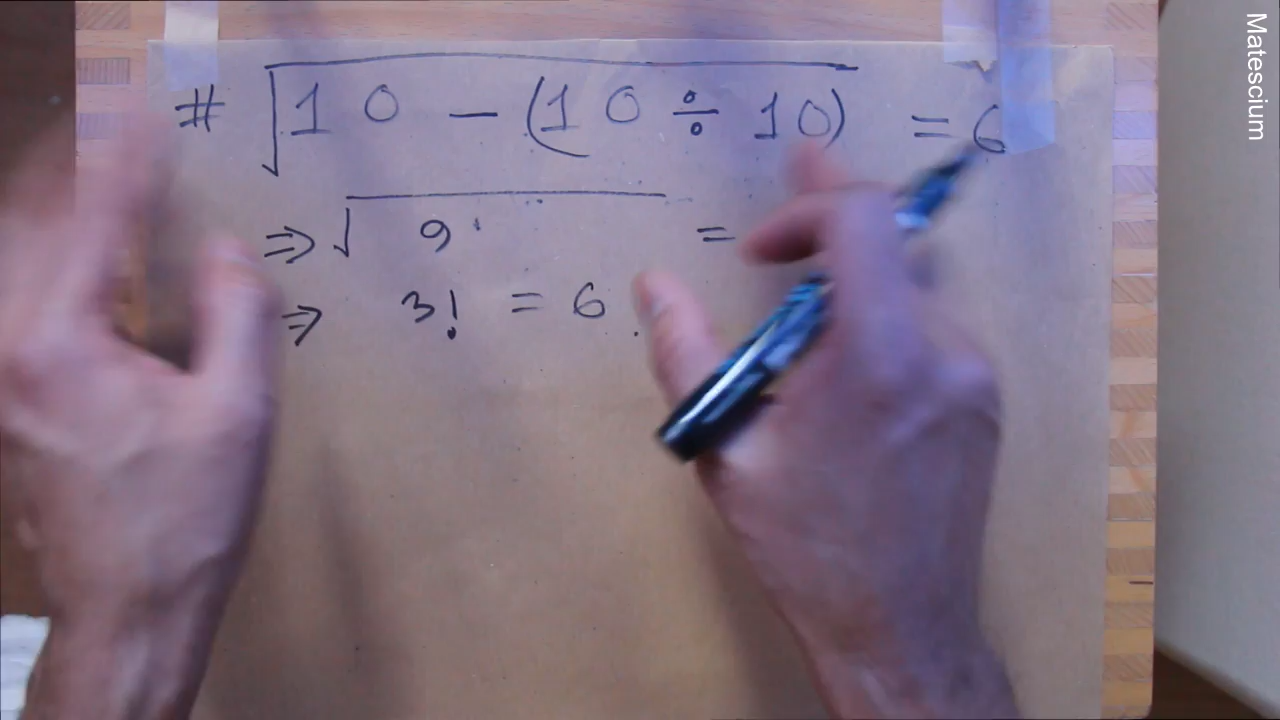 # √10 - (10 ÷ 10) = 6
⇒ √9 =
⇒ 3! = 6
Matescium